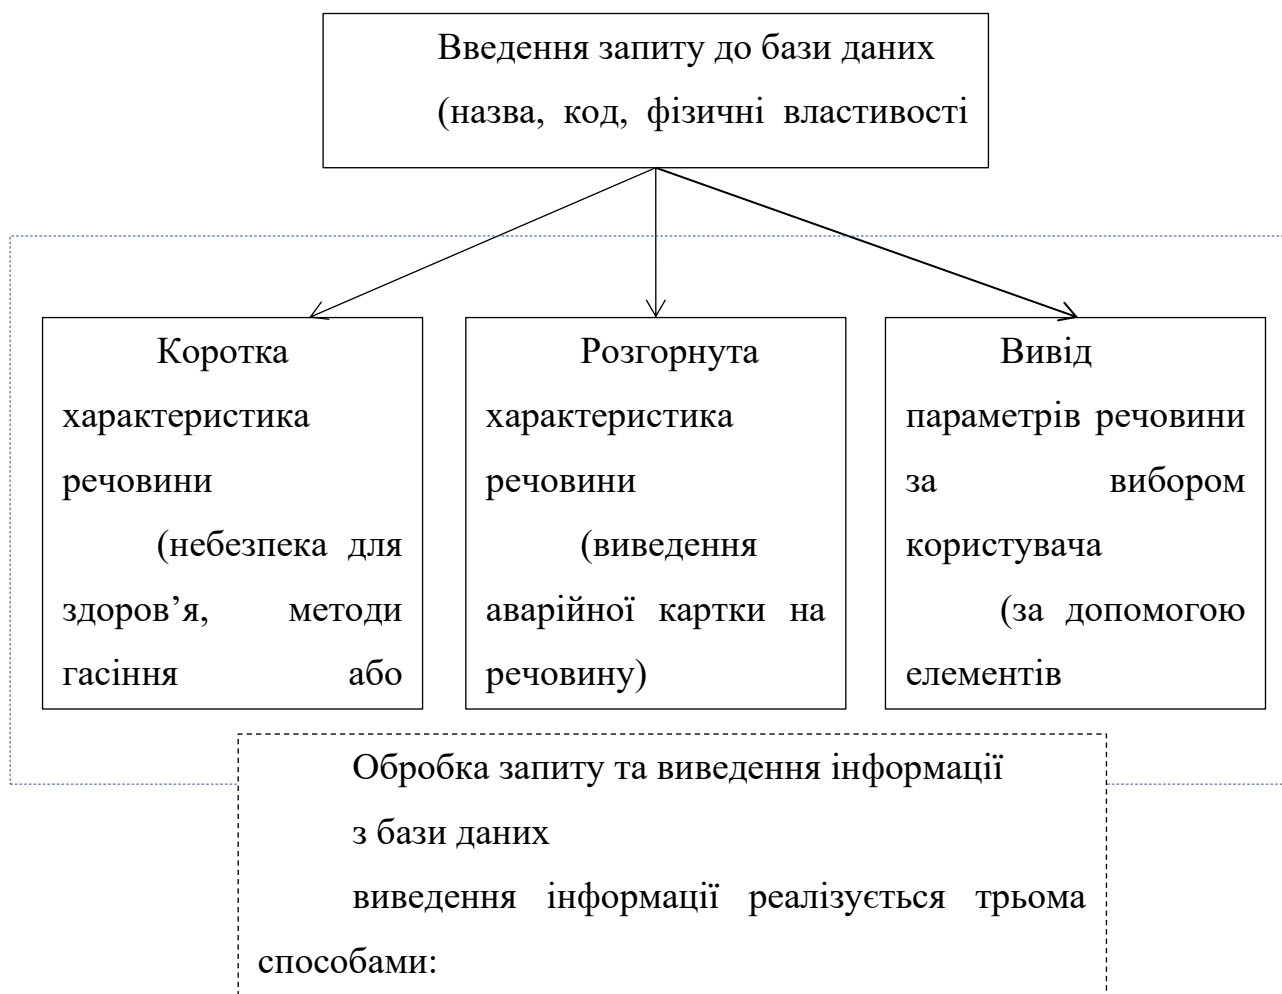 Введення запиту до бази даних
(назва, код, фізичні властивості
Коротка
характеристика
речовини
(небезпека для
здоров’я, методи
гасіння або
Розгорнута
характеристика
речовини
(виведення
аварійної картки на
речовину)
Вивід
параметрів речовини
за вибором
користувача
(за допомогою
елементів
Обробка запиту та виведення інформації
з бази даних
виведення інформації реалізується трьома
способами: